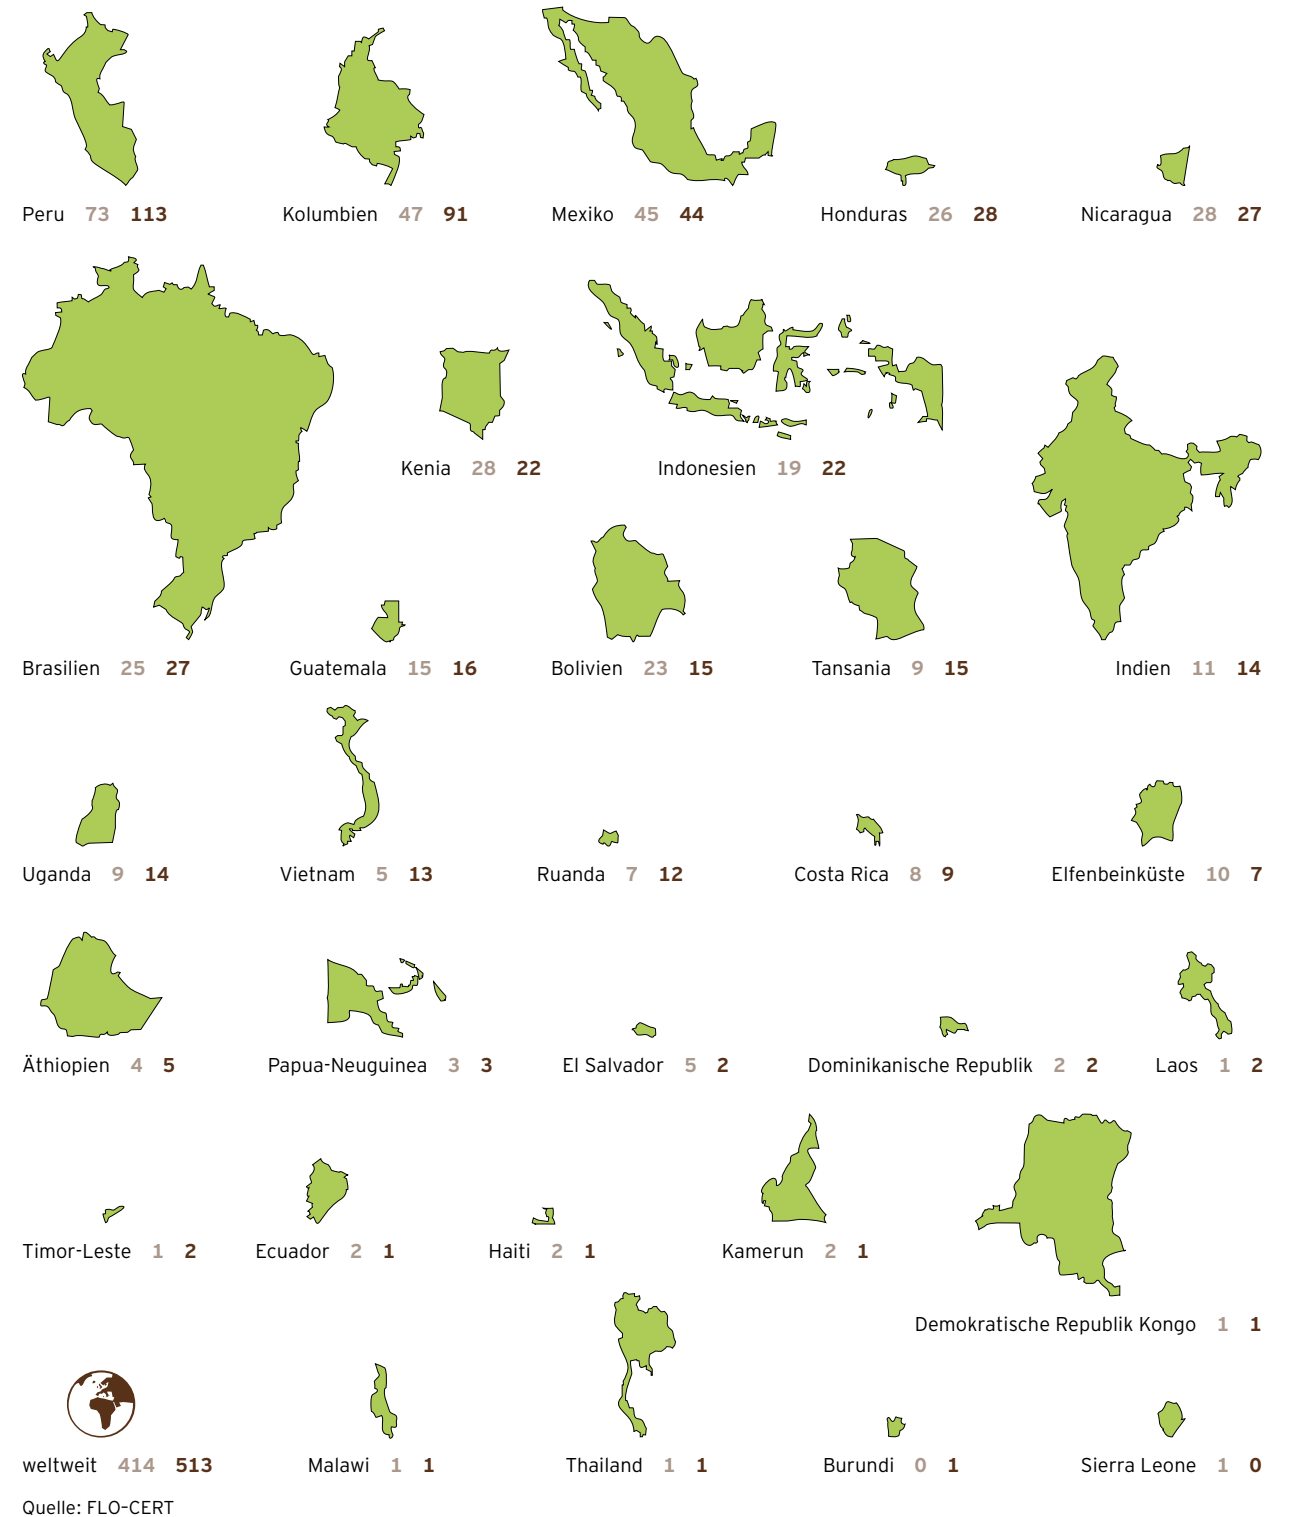 Peru 73 113
Kolumbien 47 91
Mexiko 45 44
Honduras 26 28
Nicaragua 28 27
Kenia 28 22
Indonesien 19 22
Brasilien 25 27
Guatemala 15 16
Bolivien 23 15
Tansania 9 15
Indien 11 14
Uganda 9 14
Vietnam 5 13
Ruanda 7 12
Costa Rica 8 9
Elfenbeinküste 10 7
Äthiopien 4 5
Papua-Neuguinea 3 3
El Salvador 5 2
Dominikanische Republik 2 2
Laos 1 2
Timor-Leste 1 2
Ecuador 2 1
Haiti 2 1
Kamerun 2 1
Demokratische Republik Kongo 1 1
weltweit 414 513
Malawi 1 1
Thailand 1 1
Burundi 0 1
Sierra Leone 1 0
Quelle: FLO–CERT